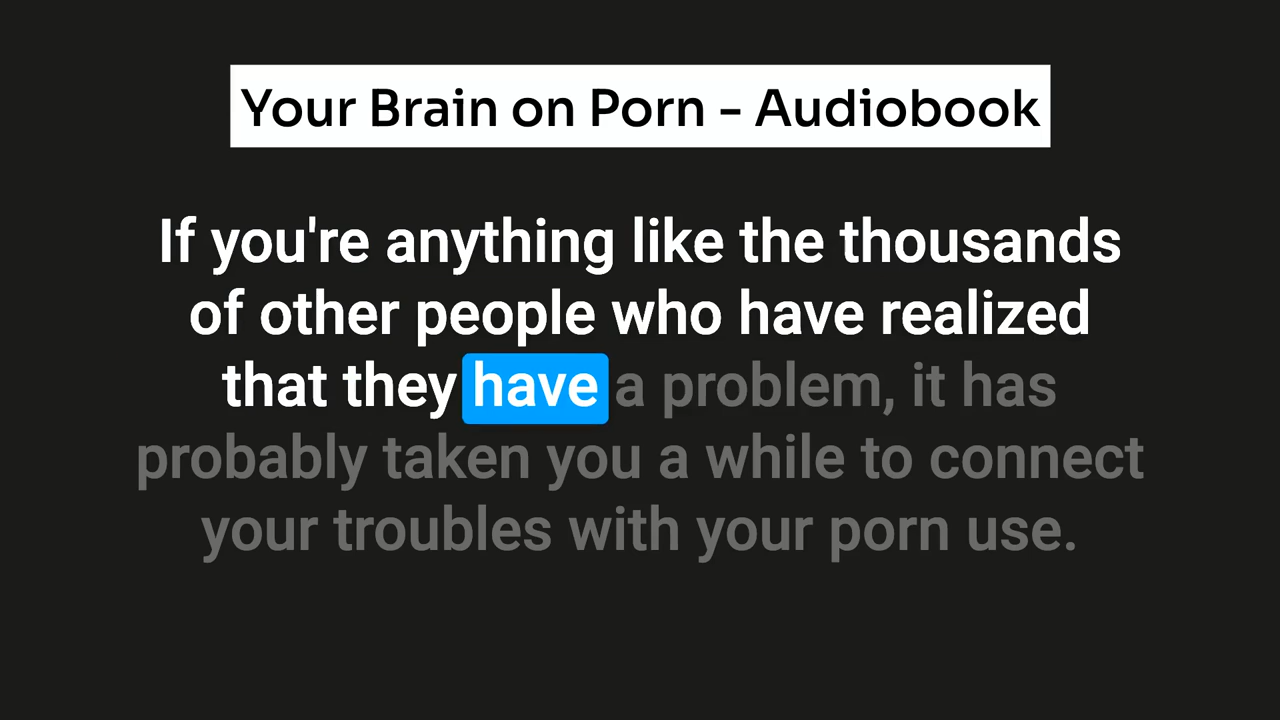 Your Brain on Porn - Audiobook
If you're anything like the thousands
of other people who have realized
that they have a problem, it has
probably taken you a while to connect
your troubles with your porn use.